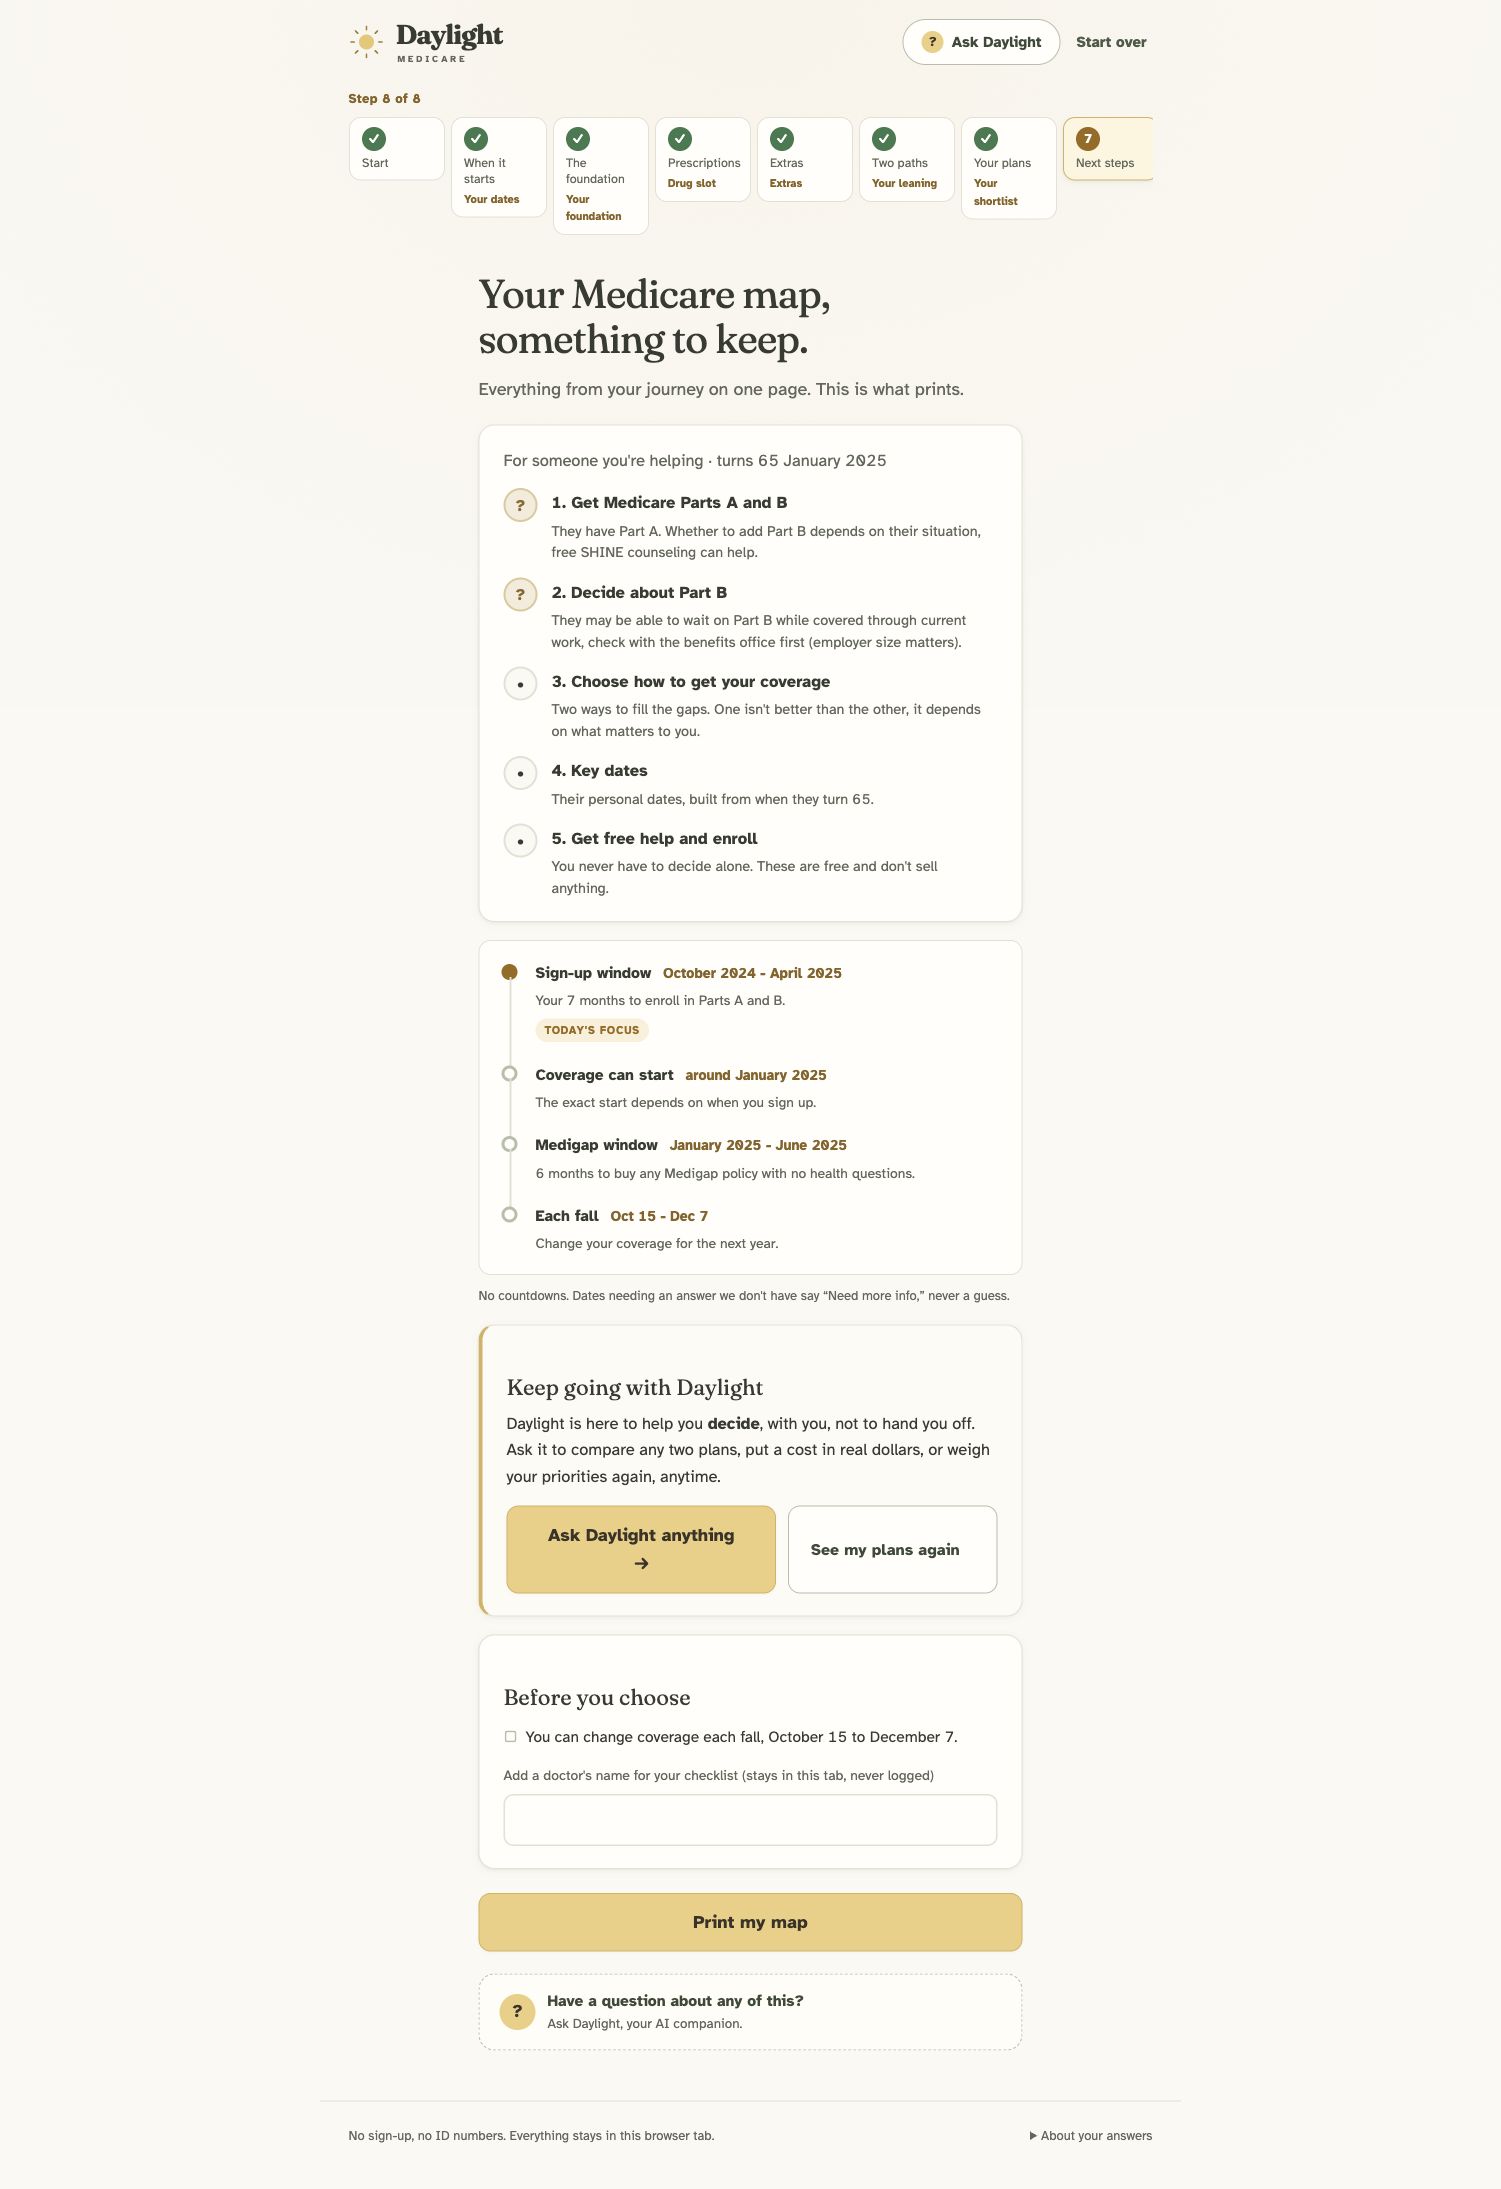 Daylight
MEDICARE
? Ask Daylight
Start over
Step 8 of 8
Start
When it
starts
Your dates
The
foundation
Your
foundation
Prescriptions
Drug slot
Extras
Extras
Two paths
Your leaning
Your plans
Your
shortlist
7
Next steps
Your Medicare map,
something to keep.
Everything from your journey on one page. This is what prints.
For someone you're helping · turns 65 January 2025
?
1. Get Medicare Parts A and B
They have Part A. Whether to add Part B depends on their situation,
free SHINE counseling can help.
?
2. Decide about Part B
They may be able to wait on Part B while covered through current
work, check with the benefits office first (employer size matters).
•
3. Choose how to get your coverage
Two ways to fill the gaps. One isn't better than the other, it depends
on what matters to you.
•
4. Key dates
Their personal dates, built from when they turn 65.
•
5. Get free help and enroll
You never have to decide alone. These are free and don't sell
anything.
Sign-up window October 2024 - April 2025
Your 7 months to enroll in Parts A and B.
TODAY'S FOCUS
Coverage can start around January 2025
The exact start depends on when you sign up.
Medigap window January 2025 - June 2025
6 months to buy any Medigap policy with no health questions.
Each fall Oct 15 - Dec 7
Change your coverage for the next year.
No countdowns. Dates needing an answer we don't have say “Need more info,” never a guess.
Keep going with Daylight
Daylight is here to help you decide, with you, not to hand you off.
Ask it to compare any two plans, put a cost in real dollars, or weigh
your priorities again, anytime.
Ask Daylight anything
→
See my plans again
Before you choose
You can change coverage each fall, October 15 to December 7.
Add a doctor's name for your checklist (stays in this tab, never logged)
Print my map
?
Have a question about any of this?
Ask Daylight, your AI companion.
No sign-up, no ID numbers. Everything stays in this browser tab.
▶ About your answers